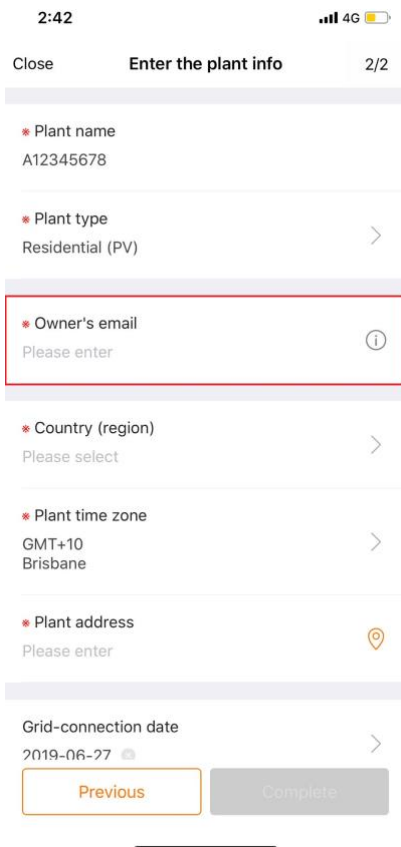 2:42
4G
Close
Enter the plant info
2/2
* Plant name
A12345678
* Plant type
Residential (PV)
* Owner's email
Please enter
* Country (region)
Please select
* Plant time zone
GMT+10
Brisbane
* Plant address
Please enter
Grid-connection date
2019-06-27
Previous
Complete